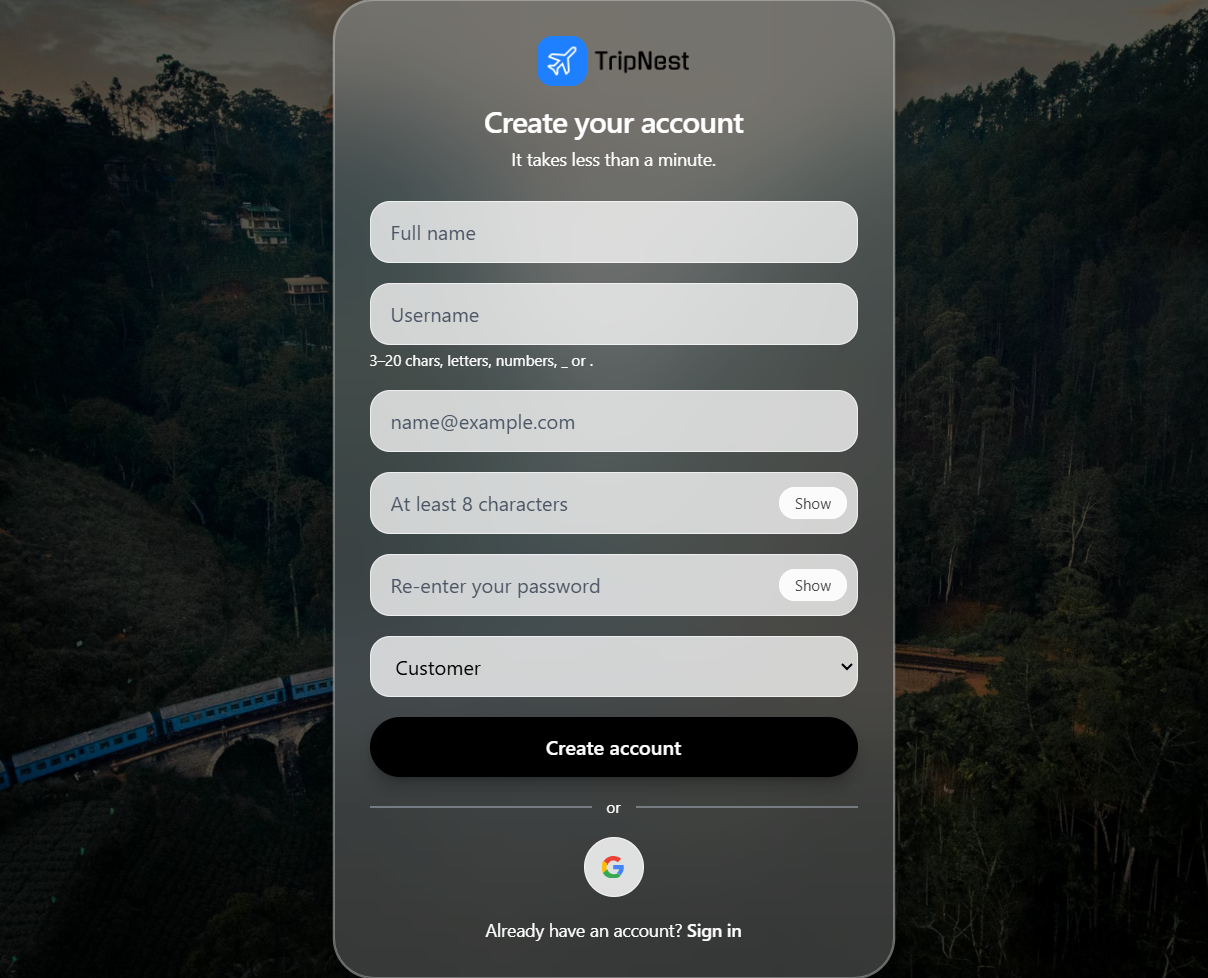 TripNest
Create your account
It takes less than a minute.
Full name
Username
3–20 chars, letters, numbers, _ or .
name@example.com
At least 8 characters
Show
Re-enter your password
Show
Customer
Create account
or
G
Already have an account? Sign in